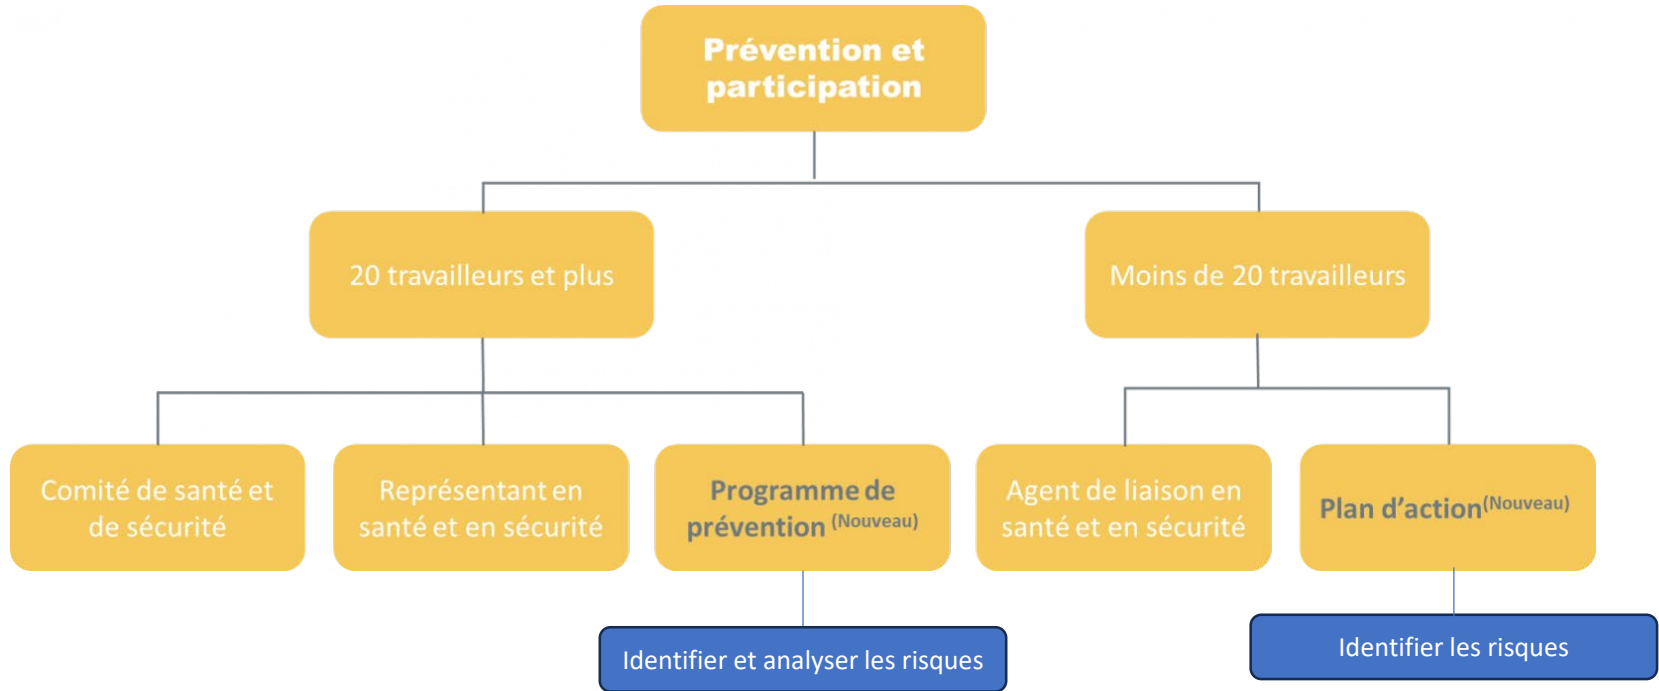 Prévention et
participation
20 travailleurs et plus
Moins de 20 travailleurs
Comité de santé et
de sécurité
Représentant en
santé et en sécurité
Programme de
prévention (Nouveau)
Agent de liaison en
santé et en sécurité
Plan d’action(Nouveau)
Identifier et analyser les risques
Identifier les risques